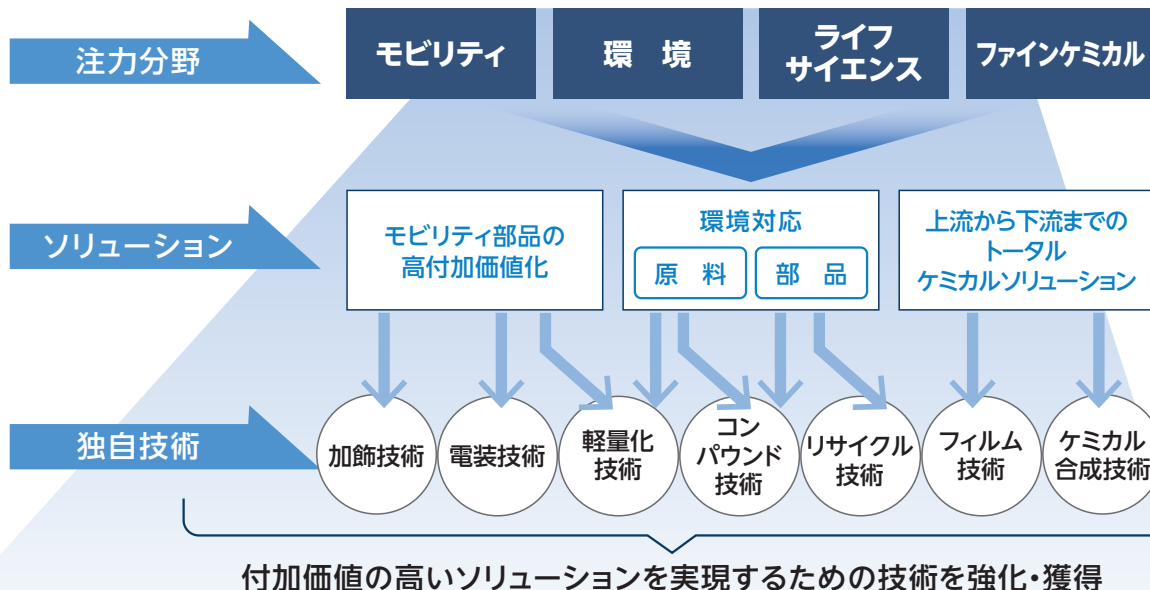 注力分野
モビリティ
環 境
ライフ
サイエンス
ファインケミカル
ソリューション
モビリティ部品の
高付加価値化
環境対応
原 料
部 品
上流から下流までの
トータル
ケミカルソリューション
独自技術
加飾技術
電装技術
軽量化
技術
コン
パウンド
技術
リサイクル
技術
フィルム
技術
ケミカル
合成技術
付加価値の高いソリューションを実現するための技術を強化・獲得